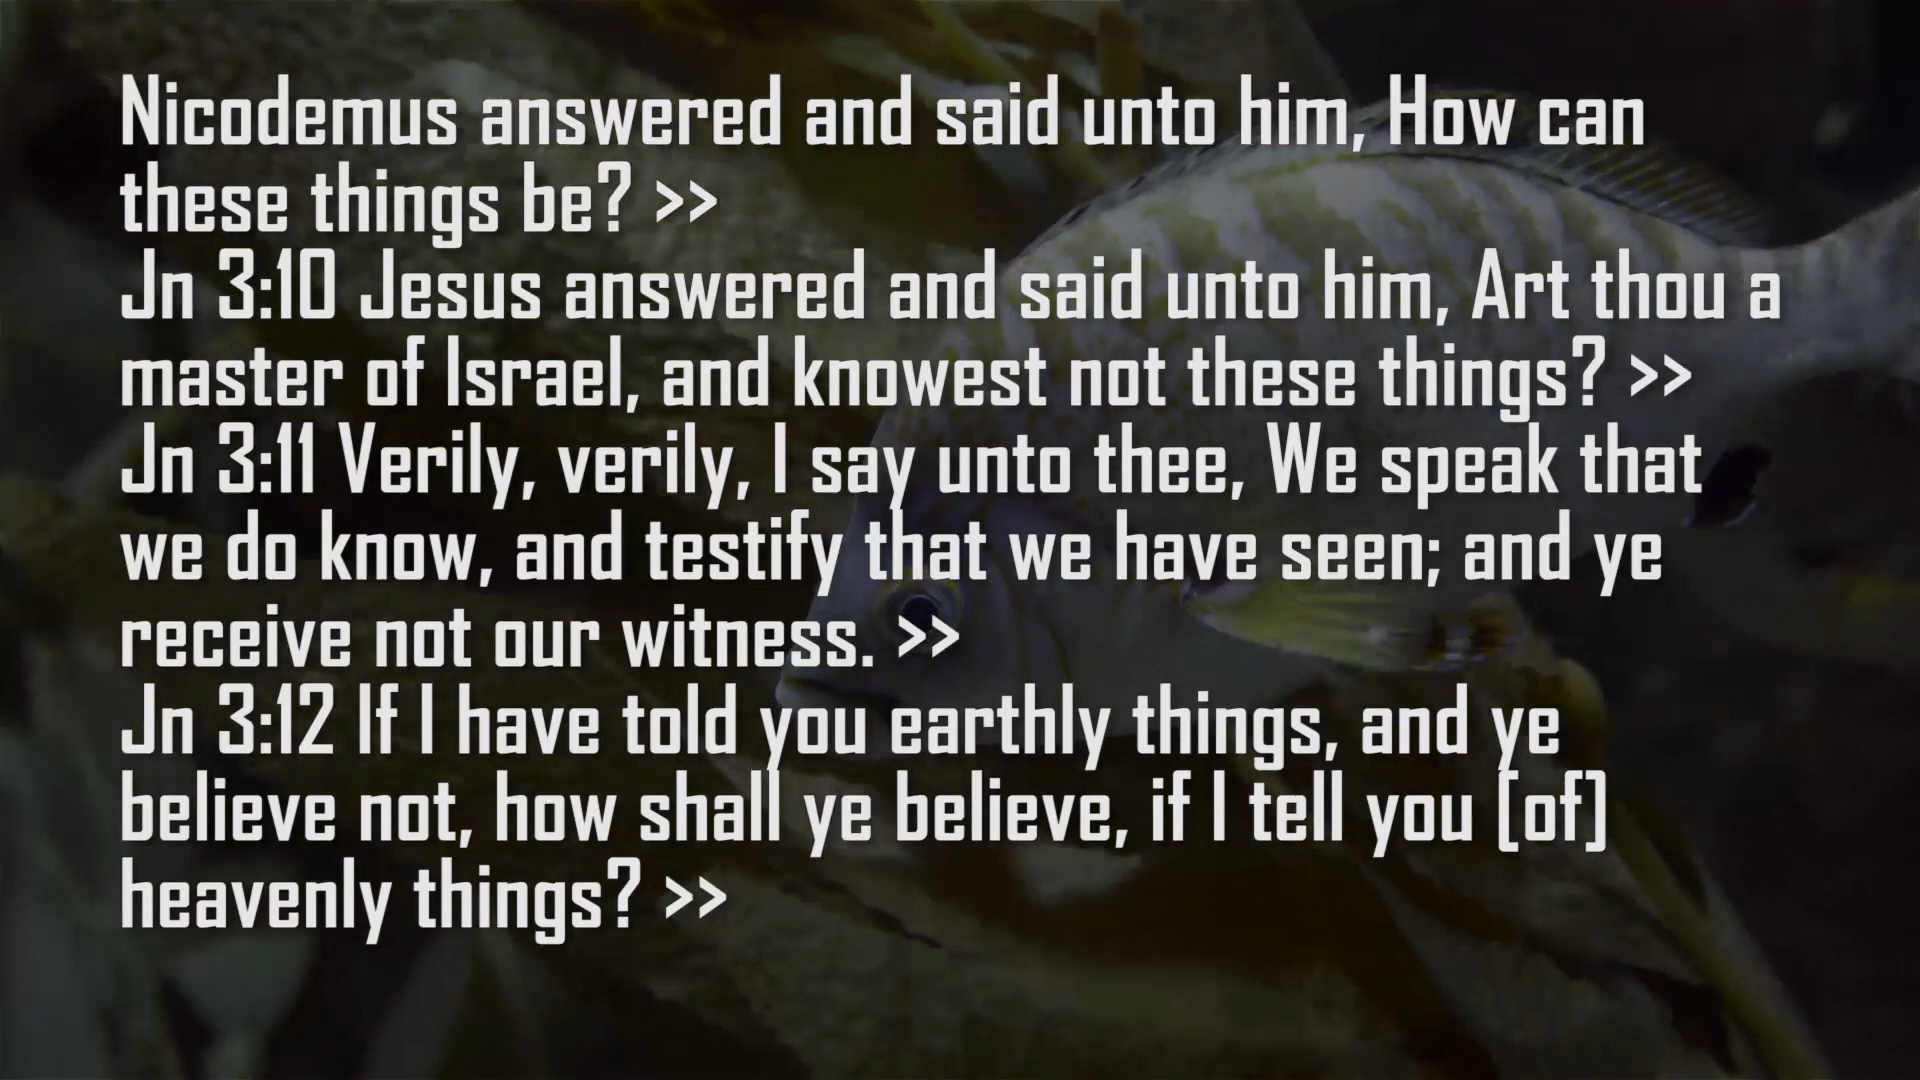 Nicodemus answered and said unto him, How can
these things be? >>
Jn 3:10 Jesus answered and said unto him, Art thou a
master of Israel, and knowest not these things? >>
Jn 3:11 Verily, verily, I say unto thee, We speak that
we do know, and testify that we have seen; and ye
receive not our witness. >>
Jn 3:12 If I have told you earthly things, and ye
believe not, how shall ye believe, if I tell you [of]
heavenly things? >>